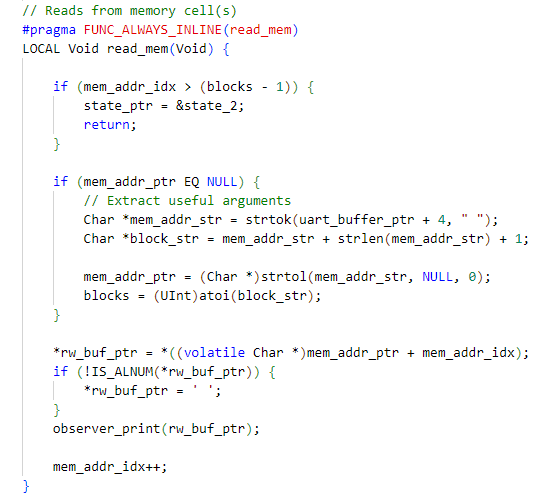 // Reads from memory cell(s)
#pragma FUNC_ALWAYS_INLINE(read_mem)
LOCAL Void read_mem(Void) {
if (mem_addr_idx > (blocks - 1)) {
state_ptr = &state_2;
return;
}
if (mem_addr_ptr EQ NULL) {
// Extract useful arguments
Char *mem_addr_str = strtok(uart_buffer_ptr + 4, " ");
Char *block_str = mem_addr_str + strlen(mem_addr_str) + 1;
mem_addr_ptr = (Char *)strtol(mem_addr_str, NULL, 0);
blocks = (UInt)atoi(block_str);
}
*rw_buf_ptr = *((volatile Char *)mem_addr_ptr + mem_addr_idx);
if (!IS_ALNUM(*rw_buf_ptr)) {
*rw_buf_ptr = ' ';
}
observer_print(rw_buf_ptr);
mem_addr_idx++;
}